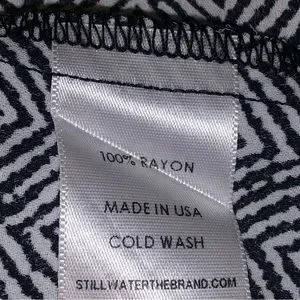 100% RAYON
MADE IN USA
COLD WASH
STILLWATERTHEBRAND.COM